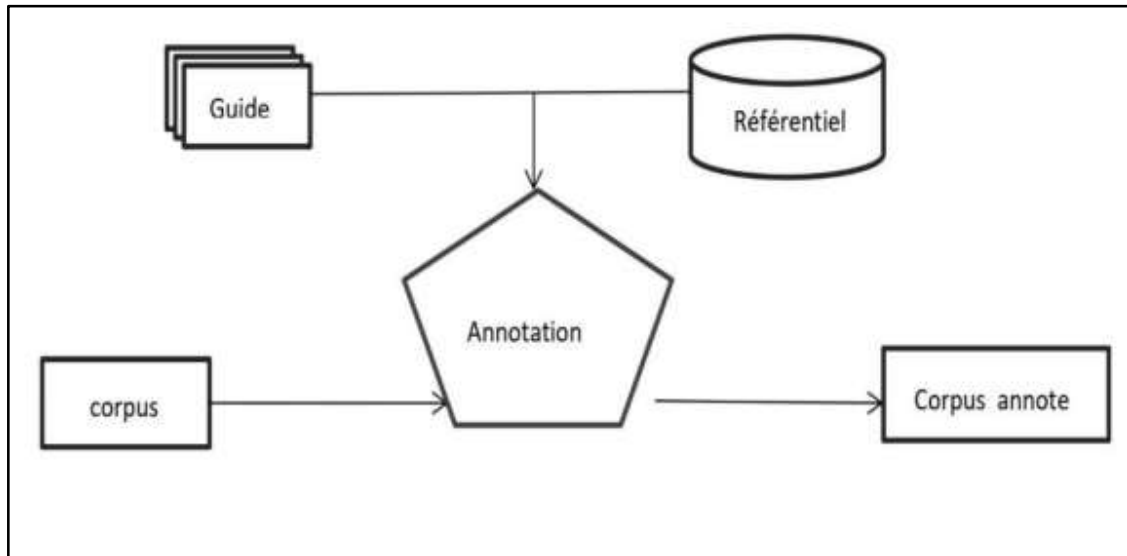 Guide
Référentiel
Annotation
corpus
Corpus annote